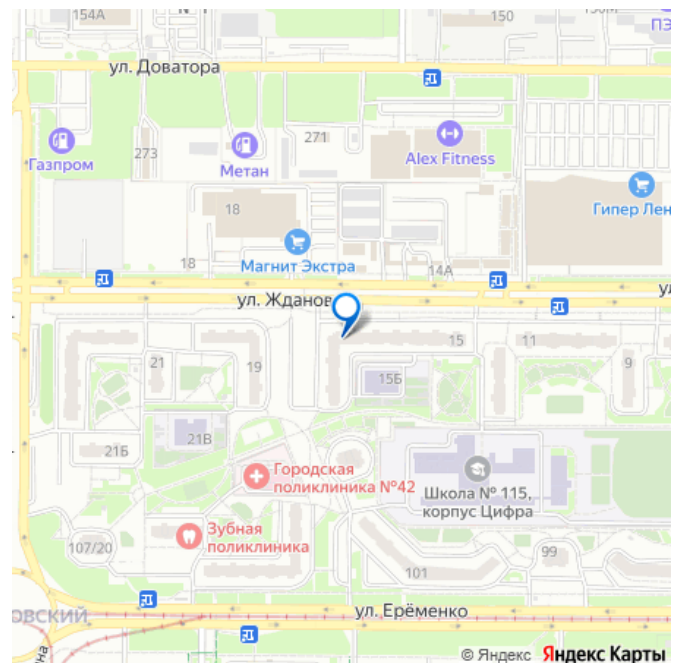 154А
150
ПЭ
ул. Доватора
273
271
Газпром
Метан
Alex Fitness
18
Гипер Лен
Магнит Экстра
18
14А
ул. Жданов
21
19
15
11
9
15Б
21Б
21В
Городская
поликлиника №42
Школа № 115,
корпус Цифра
Зубная
поликлиника
107/20
99
101
ОВСКИЙ
ул. Ерёменко
на
© Яндекс Яндекс Карты